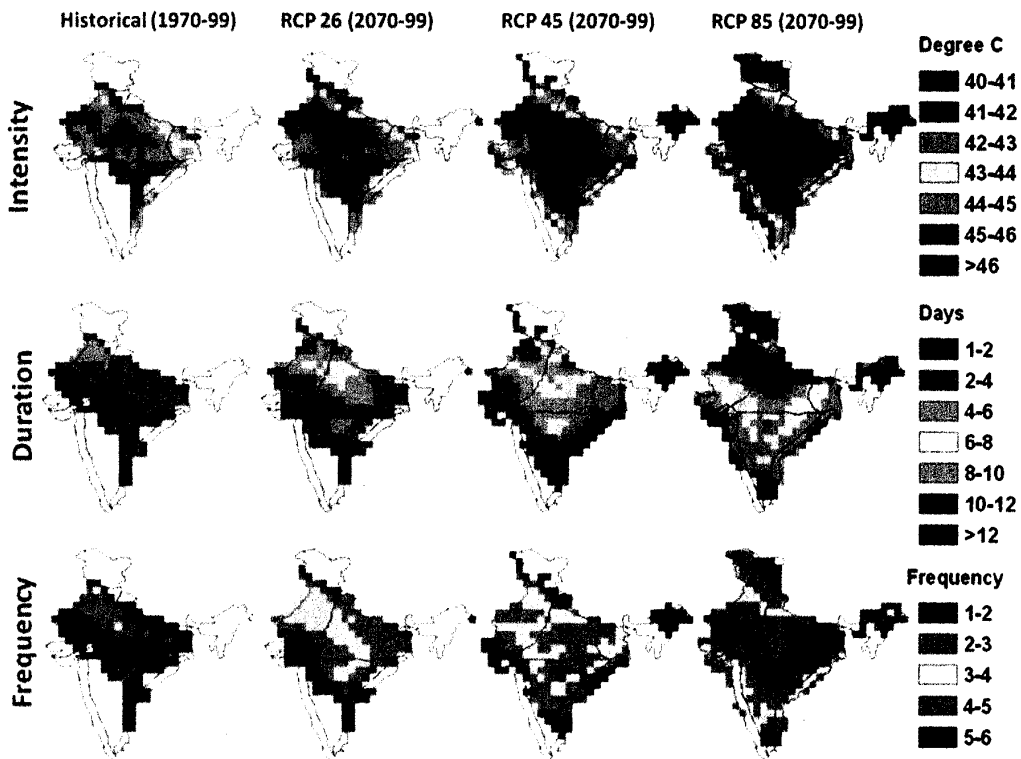 Historical (1970-99) RCP 26 (2070-99) RCP 45 (2070-99) RCP 85 (2070-99)
Intensity
Degree C
40-41
41-42
42-43
43-44
44-45
45-46
>46
Duration
Days
1-2
2-4
4-6
6-8
8-10
10-12
>12
Frequency
Frequency
1-2
2-3
3-4
4-5
5-6